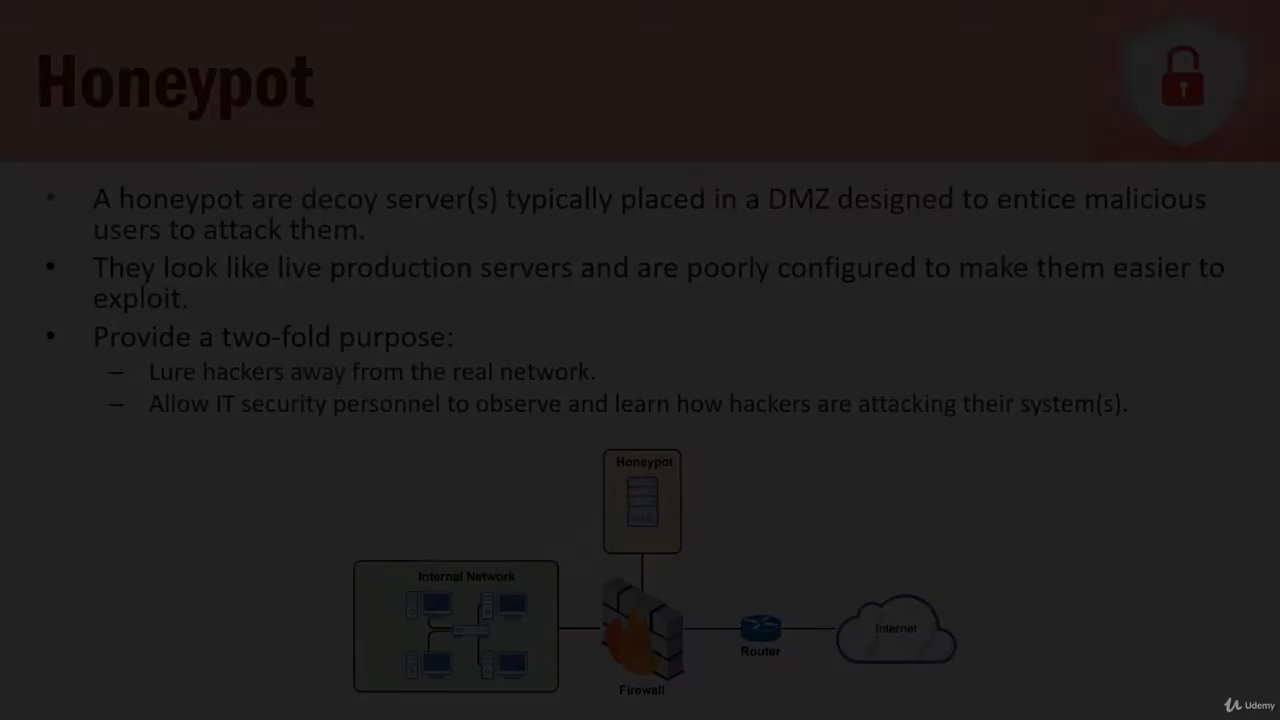 Honeypot
• A honeypot are decoy server(s) typically placed in a DMZ designed to entice malicious
users to attack them.
• They look like live production servers and are poorly configured to make them easier to
exploit.
• Provide a two-fold purpose:
– Lure hackers away from the real network.
– Allow IT security personnel to observe and learn how hackers are attacking their system(s).
Honeypot
Internal Network
Internet
Router
Firewall
Udemy